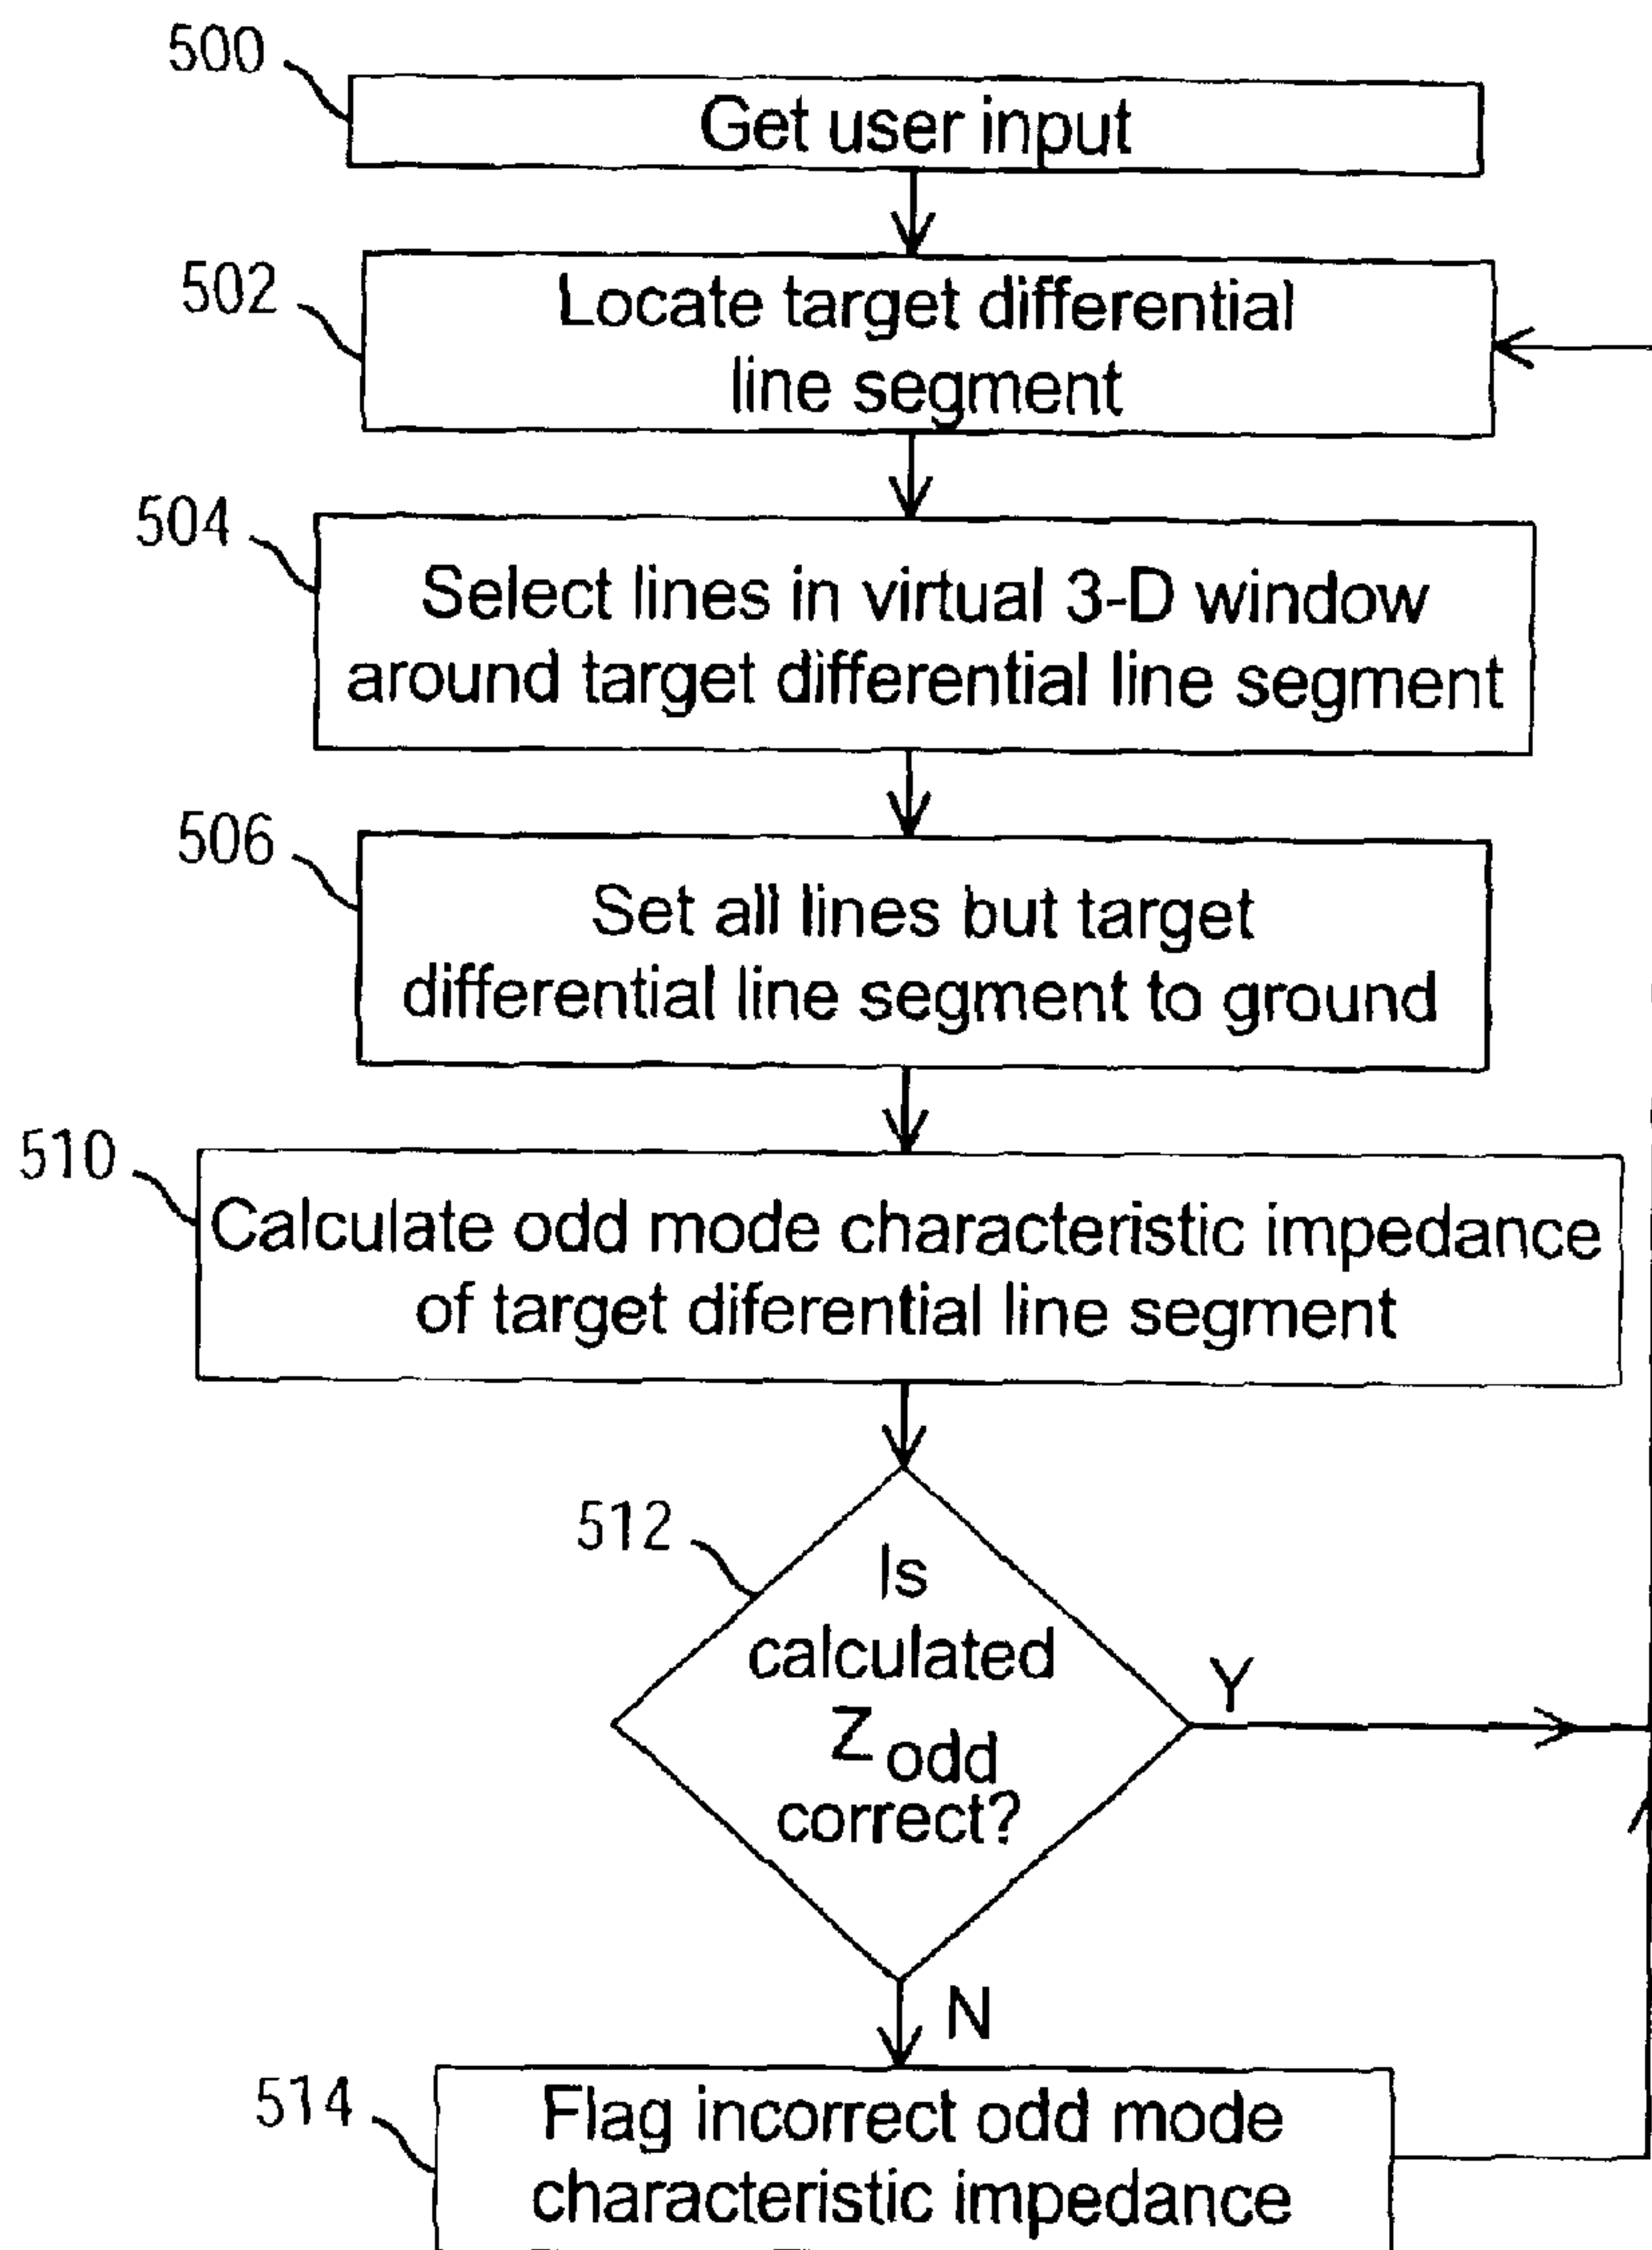 500
Get user input
502
Locate target differential
line segment
504
Select lines in virtual 3-D window
around target differential line segment
506
Set all lines but target
differential line segment to ground
510
Calculate odd mode characteristic impedance
of target diferential line segment
512
Is
calculated
Z odd
correct?
Y
N
514
Flag incorrect odd mode
characteristic impedance